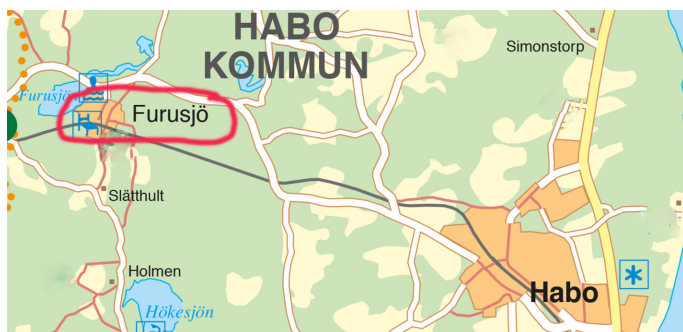 HABO
KOMMUN
Simonstorp
Furusjön
Furusjö
Slätthult
Holmen
Hökesjön
Habo